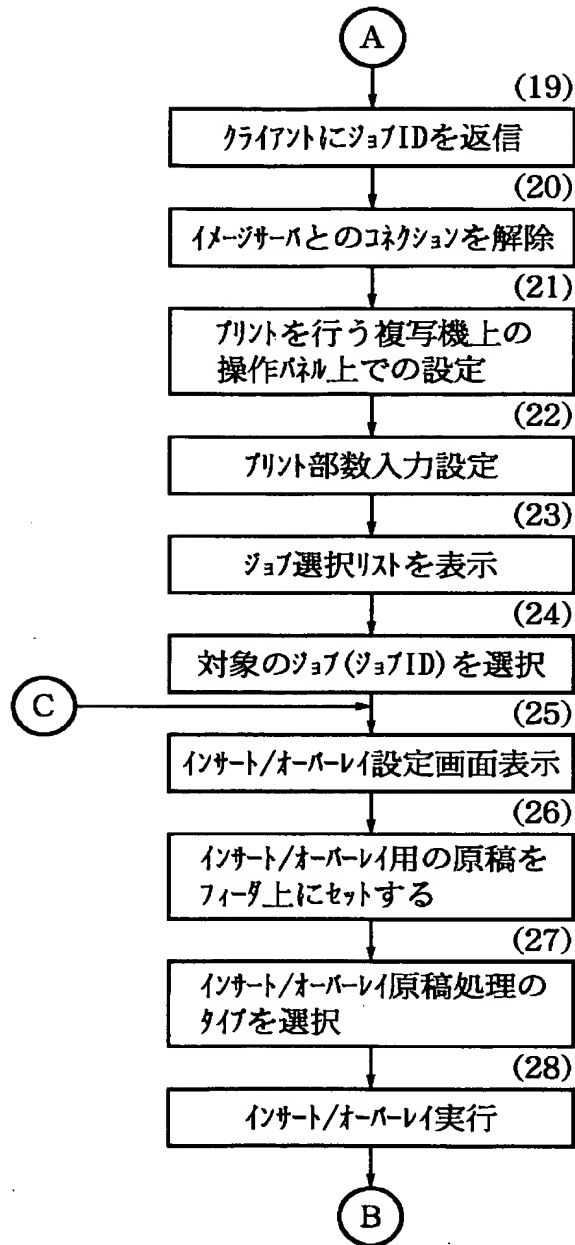 A
(19)
クライアントにジョブIDを返信
(20)
イメージサーバとのコネクションを解除
(21)
プリントを行う複写機上の
操作パネル上での設定
(22)
プリント部数入力設定
(23)
ジョブ選択リストを表示
(24)
対象のジョブ(ジョブID)を選択
C
(25)
インサート/オーバーレイ設定画面表示
(26)
インサート/オーバーレイ用の原稿を
フィーダ上にセットする
(27)
インサート/オーバーレイ原稿処理の
タイプを選択
(28)
インサート/オーバーレイ実行
B